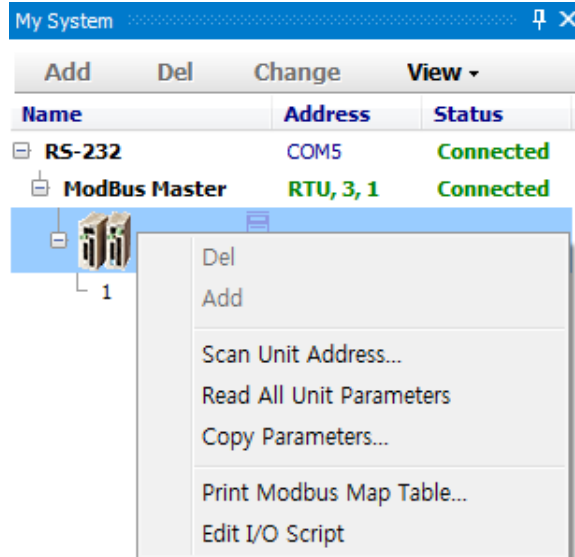 My System
Add Del Change View
Name Address Status
RS-232 COM5 Connected
ModBus Master RTU, 3, 1 Connected
1
Del
Add
Scan Unit Address...
Read All Unit Parameters
Copy Parameters...
Print Modbus Map Table...
Edit I/O Script